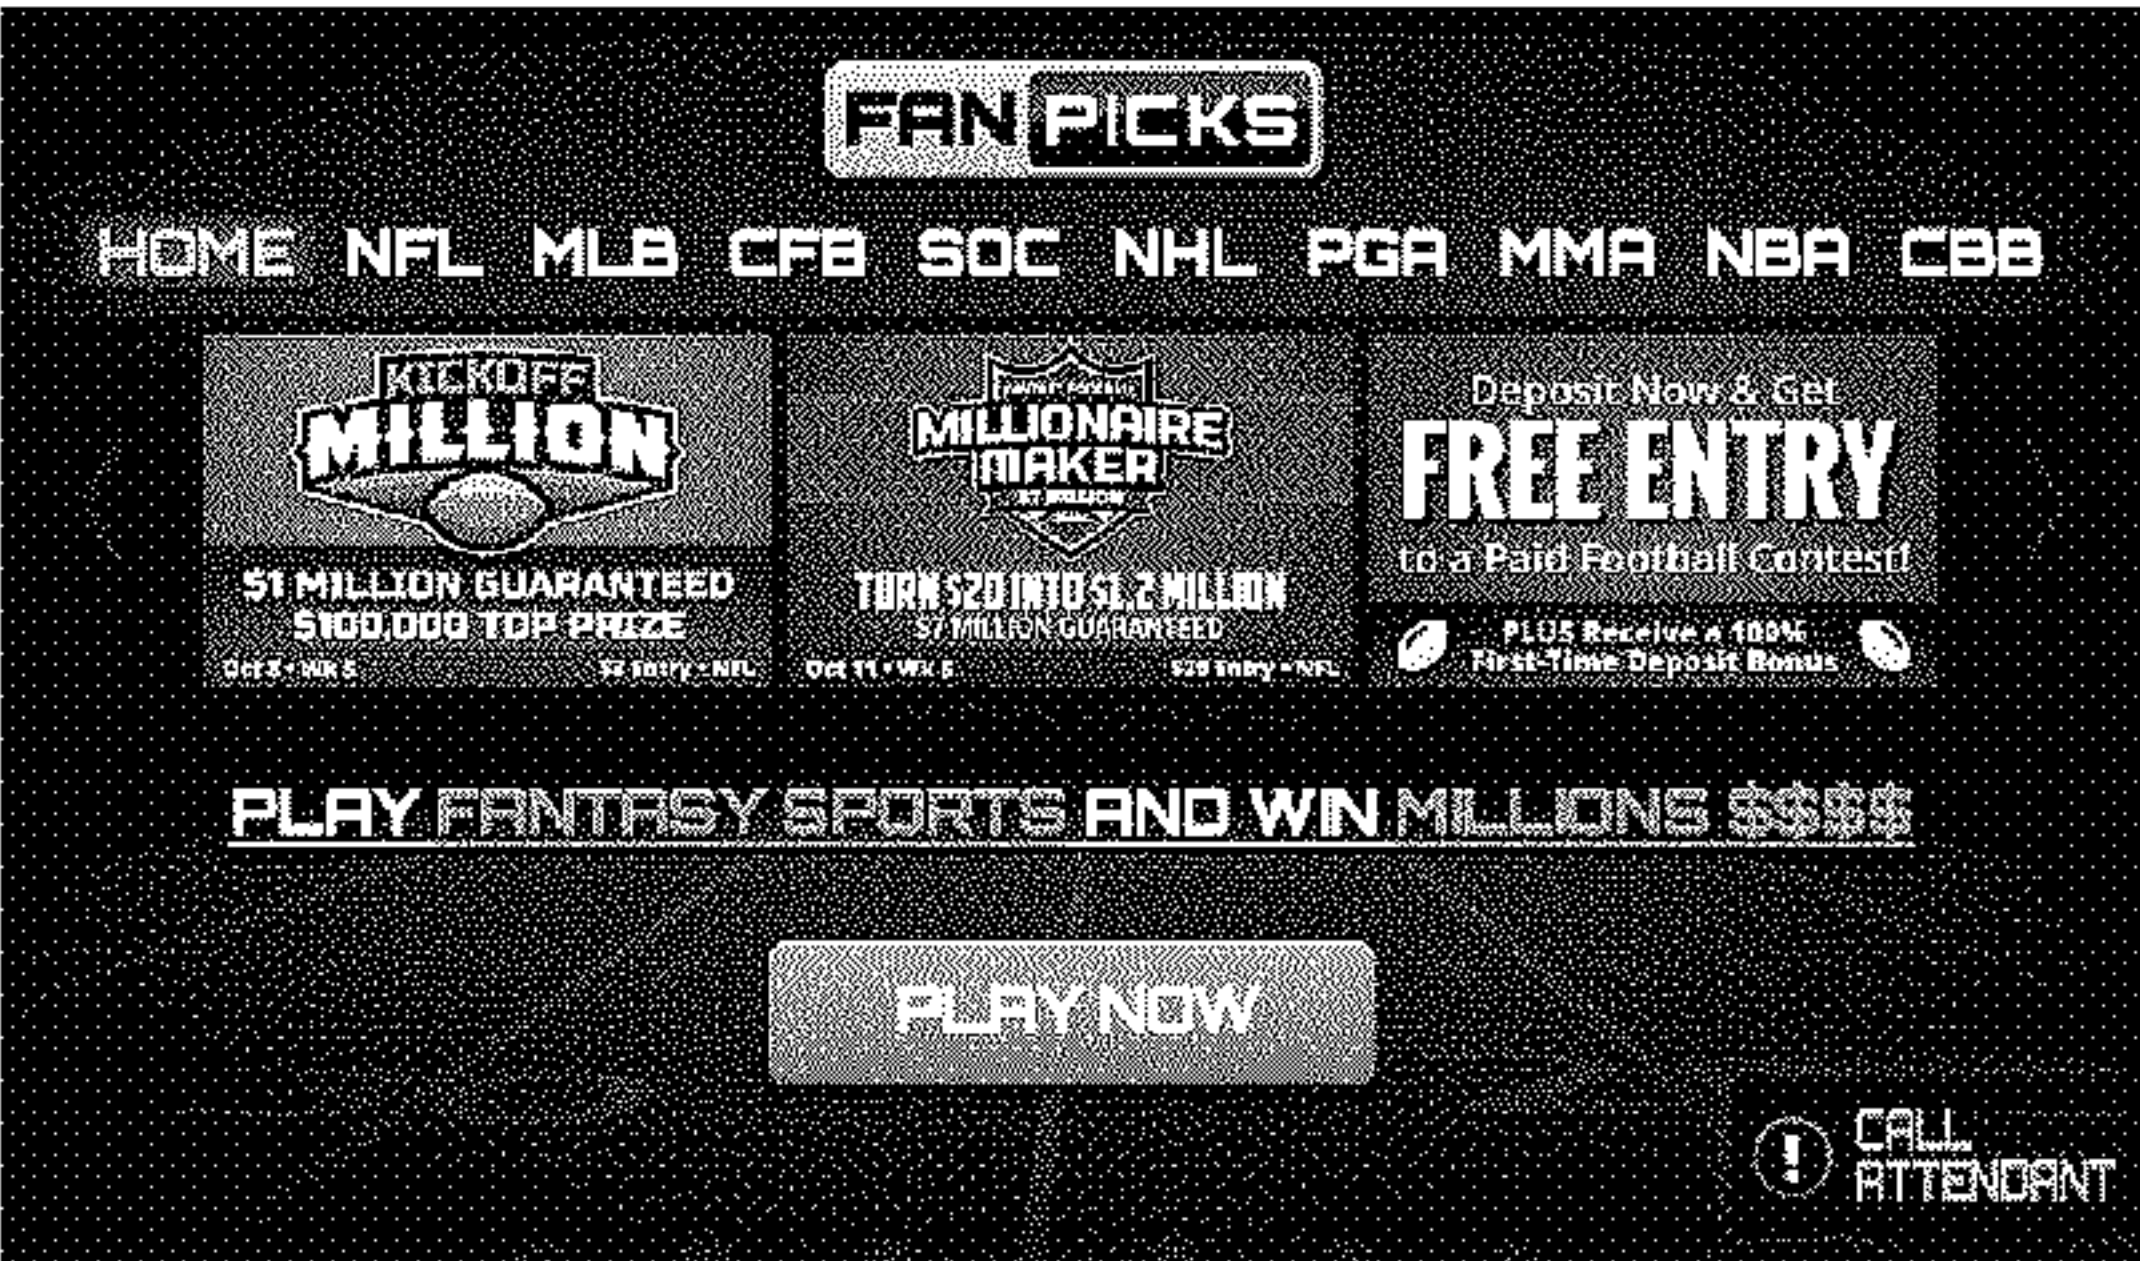 FAN PICKS
HOME NFL MLB CFB SOC NHL PGA MMA NBA CBB
KICKOFF
MILLION
$1 MILLION GUARANTEED
$100,000 TOP PRIZE
Oct 8 • Wk 5
Entry • NFL
MILLIONAIRE
MAKER
$7 MILLION
TURN $20 INTO $1.2 MILLION
$7 MILLION GUARANTEED
Oct 11 • Wk 5
$20 Entry • NFL
Deposit Now & Get
FREE ENTRY
to a Paid Football Contest!
PLUS Receive a 100%
First-Time Deposit Bonus
PLAY FANTASY SPORTS AND WIN MILLIONS $$$$
PLAY NOW
! CALL
ATTENDANT